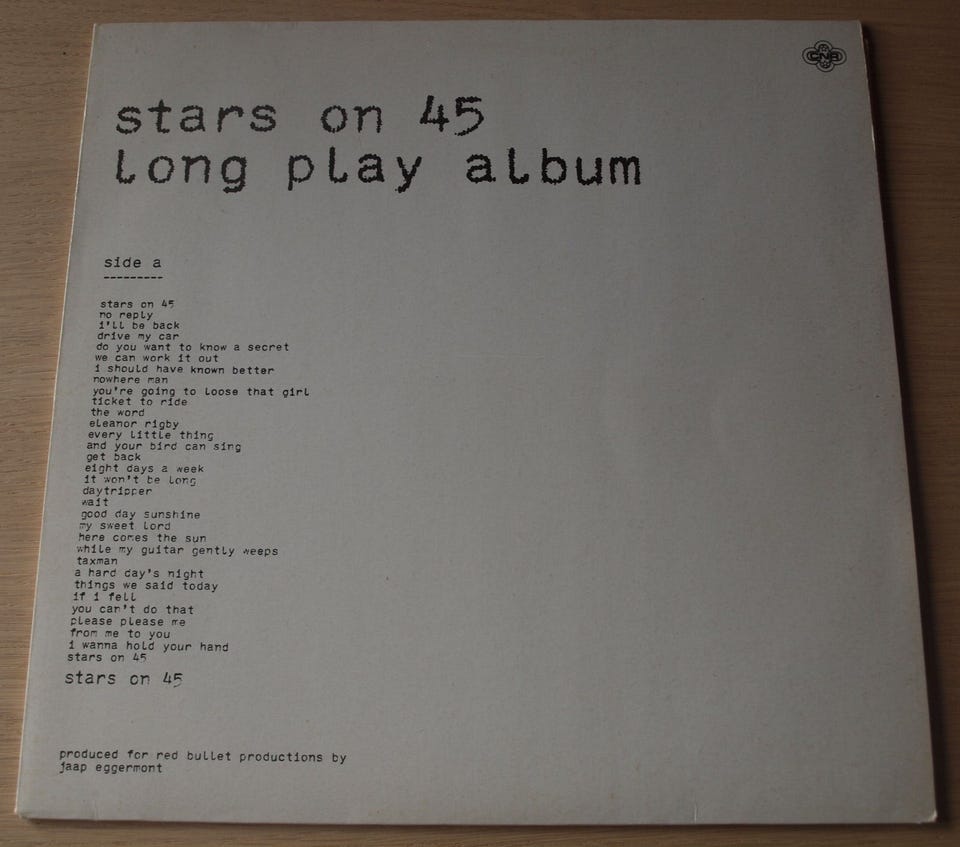 CNR
stars on 45
long play album
side a
---------
stars on 45
no reply
i'll be back
drive my car
do you want to know a secret
we can work it out
i should have known better
nowhere man
you're going to loose that girl
ticket to ride
the word
eleanor rigby
every little thing
and your bird can sing
get back
eight days a week
it won't be long
daytripper
wait
good day sunshine
my sweet lord
here comes the sun
while my guitar gently weeps
taxman
a hard day's night
things we said today
if i fell
you can't do that
please please me
from me to you
i wanna hold your hand
stars on 45
stars on 45
produced for red bullet productions by
jaap eggermont